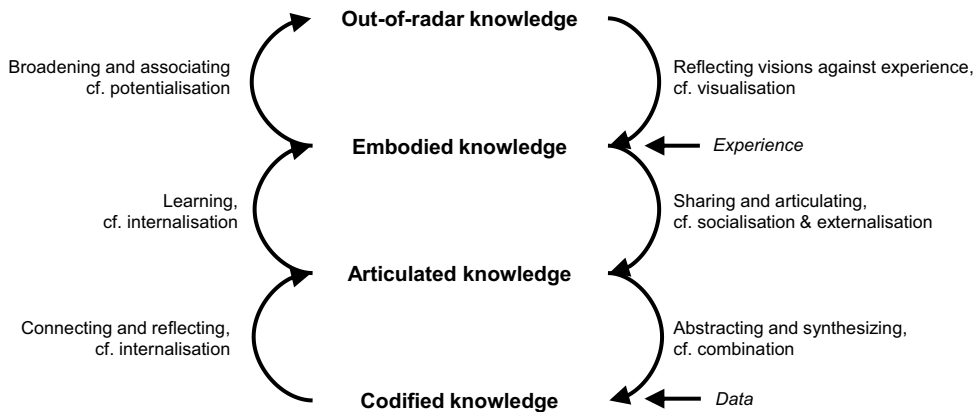 Out-of-radar knowledge
Broadening and associating
cf. potentialisation
Reflecting visions against experience,
cf. visualisation
Embodied knowledge
Experience
Learning,
cf. internalisation
Sharing and articulating,
cf. socialisation & externalisation
Articulated knowledge
Connecting and reflecting,
cf. internalisation
Abstracting and synthesizing,
cf. combination
Codified knowledge
Data